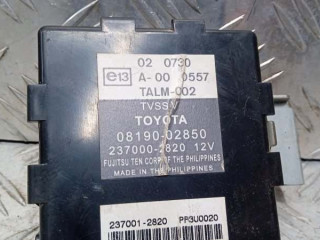 e13
02 0730
A-00 0557
TALM-002
TVSS V
TOYOTA
08190-02850
237000-2820 12V
FUJITSU TEN CORP OF THE PHILIPPINES
MADE IN THE PHILIPPINES
237001-2820 PP3U0020